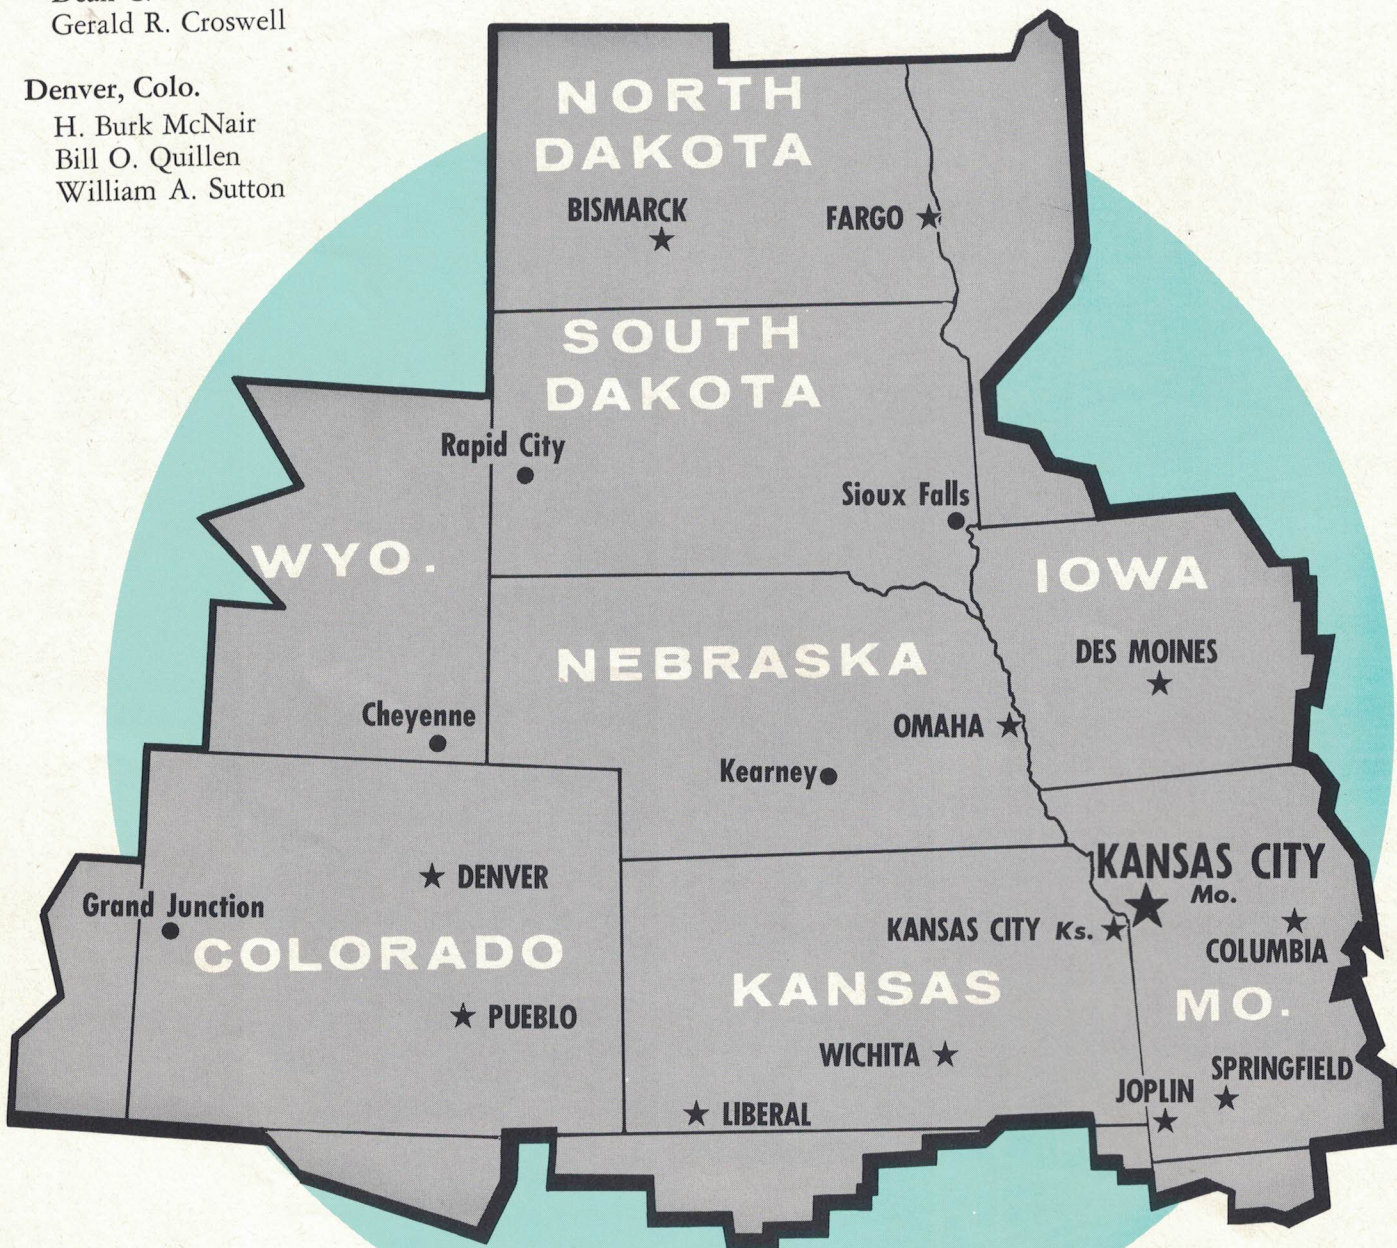 Gerald R. Croswell
Denver, Colo.
H. Burk McNair
Bill O. Quillen
William A. Sutton
NORTH
DAKOTA
BISMARCK
FARGO
SOUTH
DAKOTA
Rapid City
Sioux Falls
WYO.
IOWA
DES MOINES
NEBRASKA
Cheyenne
OMAHA
Kearney
KANSAS CITY
Mo.
DENVER
Grand Junction
KANSAS CITY Ks.
COLUMBIA
COLORADO
KANSAS
MO.
PUEBLO
WICHITA
SPRINGFIELD
JOPLIN
LIBERAL